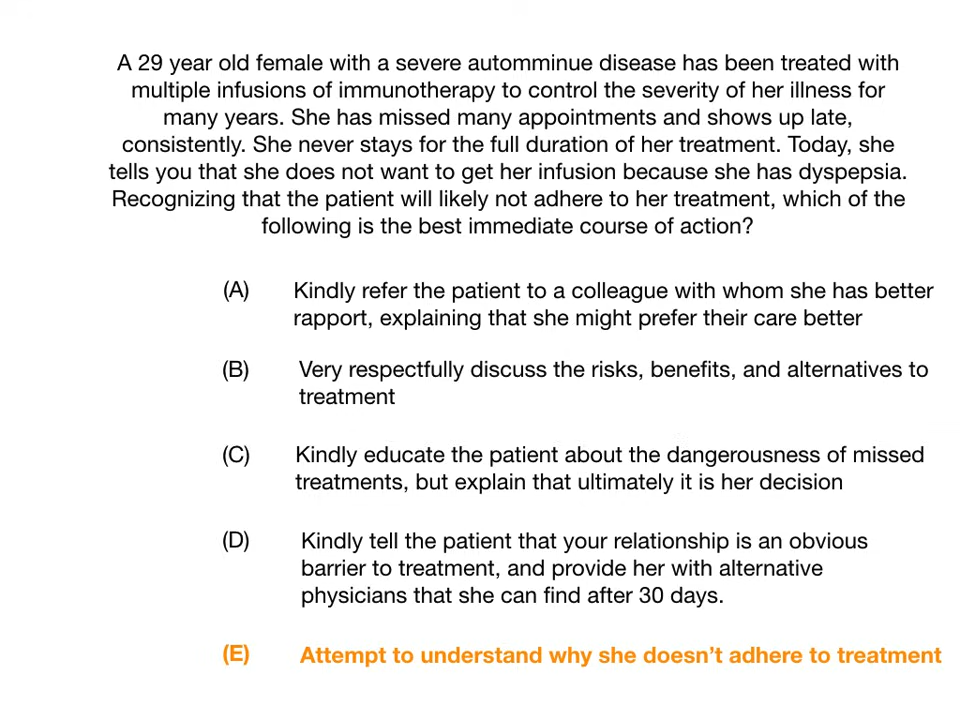 A 29 year old female with a severe automminue disease has been treated with
multiple infusions of immunotherapy to control the severity of her illness for
many years. She has missed many appointments and shows up late,
consistently. She never stays for the full duration of her treatment. Today, she
tells you that she does not want to get her infusion because she has dyspepsia.
Recognizing that the patient will likely not adhere to her treatment, which of the
following is the best immediate course of action?
(A) Kindly refer the patient to a colleague with whom she has better
rapport, explaining that she might prefer their care better
(B) Very respectfully discuss the risks, benefits, and alternatives to
treatment
(C) Kindly educate the patient about the dangerousness of missed
treatments, but explain that ultimately it is her decision
(D) Kindly tell the patient that your relationship is an obvious
barrier to treatment, and provide her with alternative
physicians that she can find after 30 days.
(E) Attempt to understand why she doesn't adhere to treatment